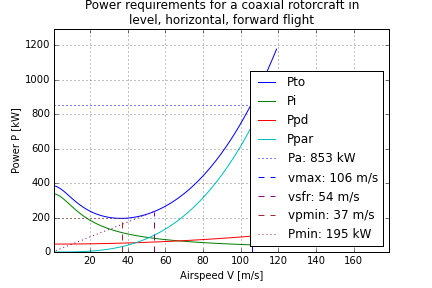 Power requirements for a coaxial rotorcraft in
level, horizontal, forward flight
1200
1000
800
600
400
200
0
Power P [kW]
20
40
60
80
100
120
140
160
Airspeed V [m/s]
Pto
Pi
Ppd
Ppar
Pa: 853 kW
vmax: 106 m/s
vsfr: 54 m/s
vpmin: 37 m/s
Pmin: 195 kW